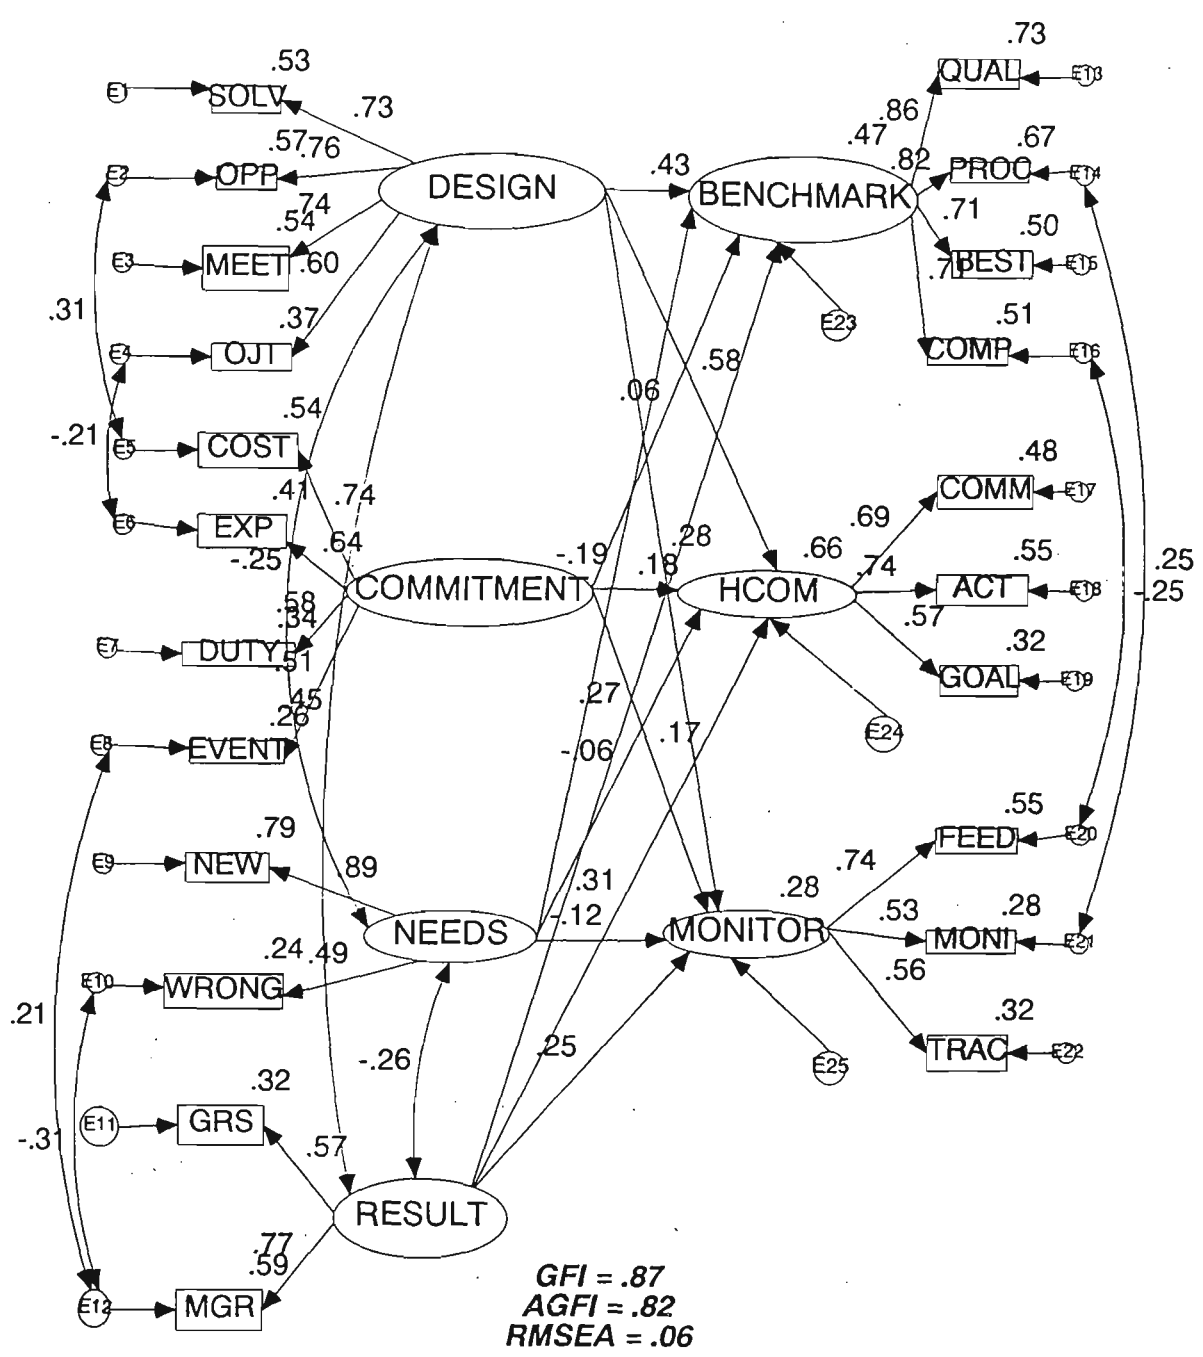 .73
.53
QUAL
E13
E1
SOLV
.86
.73
.47
.67
.57
.76
.82
PROC
E14
.43
E2
OPP
DESIGN
BENCHMARK
.74
.71
.54
.50
E3
MEET
.60
.7
BEST
E15
.31
.37
.51
E23
E4
OJT
COMP
E16
.58
.06
.54
-.21
E5
COST
.48
.41
.74
COMM
E17
.69
EXP
E6
.64
-.19
.28
.66
.55
-.25
.18
.74
COMMITMENT
HCOM
ACT
E18
.25
-.25
.58
.34
.57
E7
DUTY
.51
.32
GOAL
E19
.45
.27
.26
.17
E24
E8
EVENT
-.06
.79
.55
NEW
E9
.89
FEED
E20
.74
.31
.28
-.12
.53
.28
NEEDS
MONITOR
MONI
E21
.24
.49
.56
E10
WRONG
.21
.32
-.26
.25
TRAC
E22
E25
.32
E11
GRS
-.31
.57
RESULT
.77
.59
GFI = .87
E12
MGR
AGFI = .82
RMSEA = .06